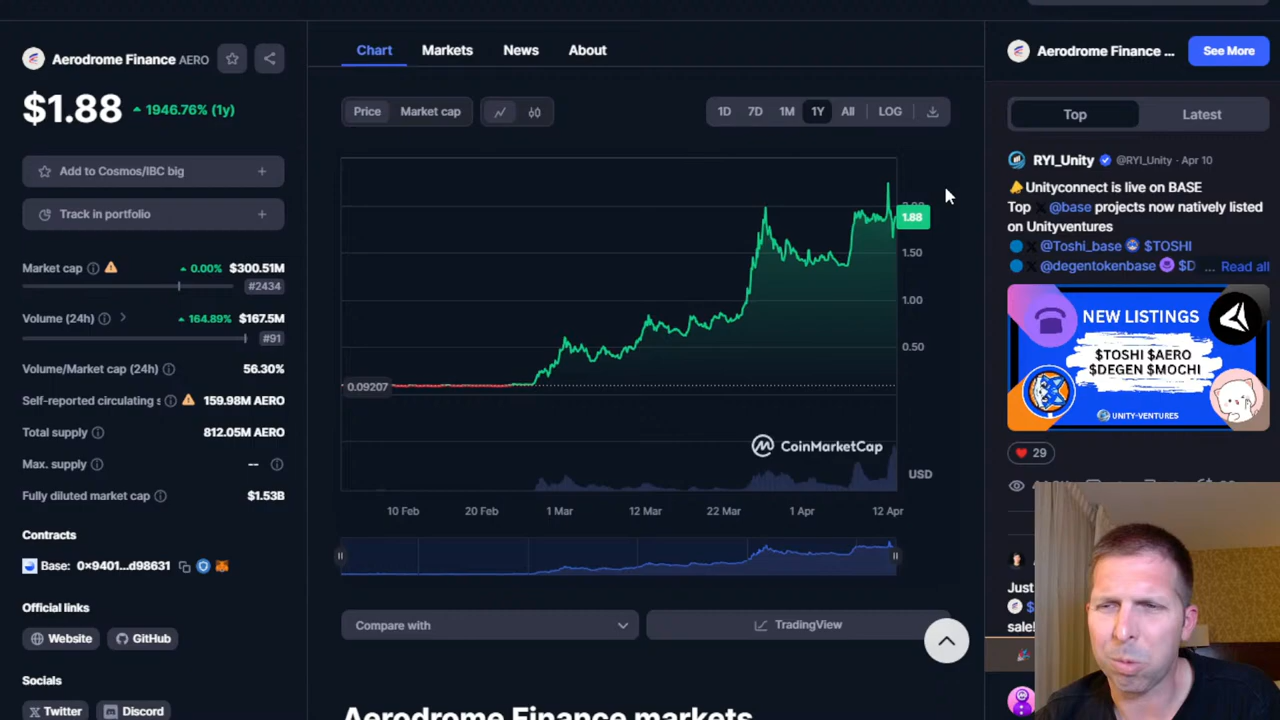 Aerodrome Finance AERO
$1.88 1946.76% (1y)
Add to Cosmos/IBC big +
Track in portfolio +
Market cap 0.00% $300.51M
#2434
Volume (24h) 164.89% $167.5M
#91
Volume/Market cap (24h) 56.30%
Self-reported circulating s 159.98M AERO
Total supply 812.05M AERO
Max. supply --
Fully diluted market cap $1.53B
Contracts
Base: 0x9401...d98631
Official links
Website GitHub
Socials
Twitter Discord
Chart Markets News About
Price Market cap 1D 7D 1M 1Y All LOG
2.00
1.88
1.50
1.00
0.50
0.09207
CoinMarketCap
USD
10 Feb 20 Feb 1 Mar 12 Mar 22 Mar 1 Apr 12 Apr
Compare with TradingView
Aerodrome Finance markets
Aerodrome Finance ... See More
Top Latest
RYI_Unity @RYI_Unity · Apr 10
Unityconnect is live on BASE
Top @base projects now natively listed
on Unityventures
@Toshi_base $TOSHI
@degentokenbase $D ... Read all
NEW LISTINGS
$TOSHI $AERO
$DEGEN $MOCHI
UNITY-VENTURES
29
Just
$
sale!